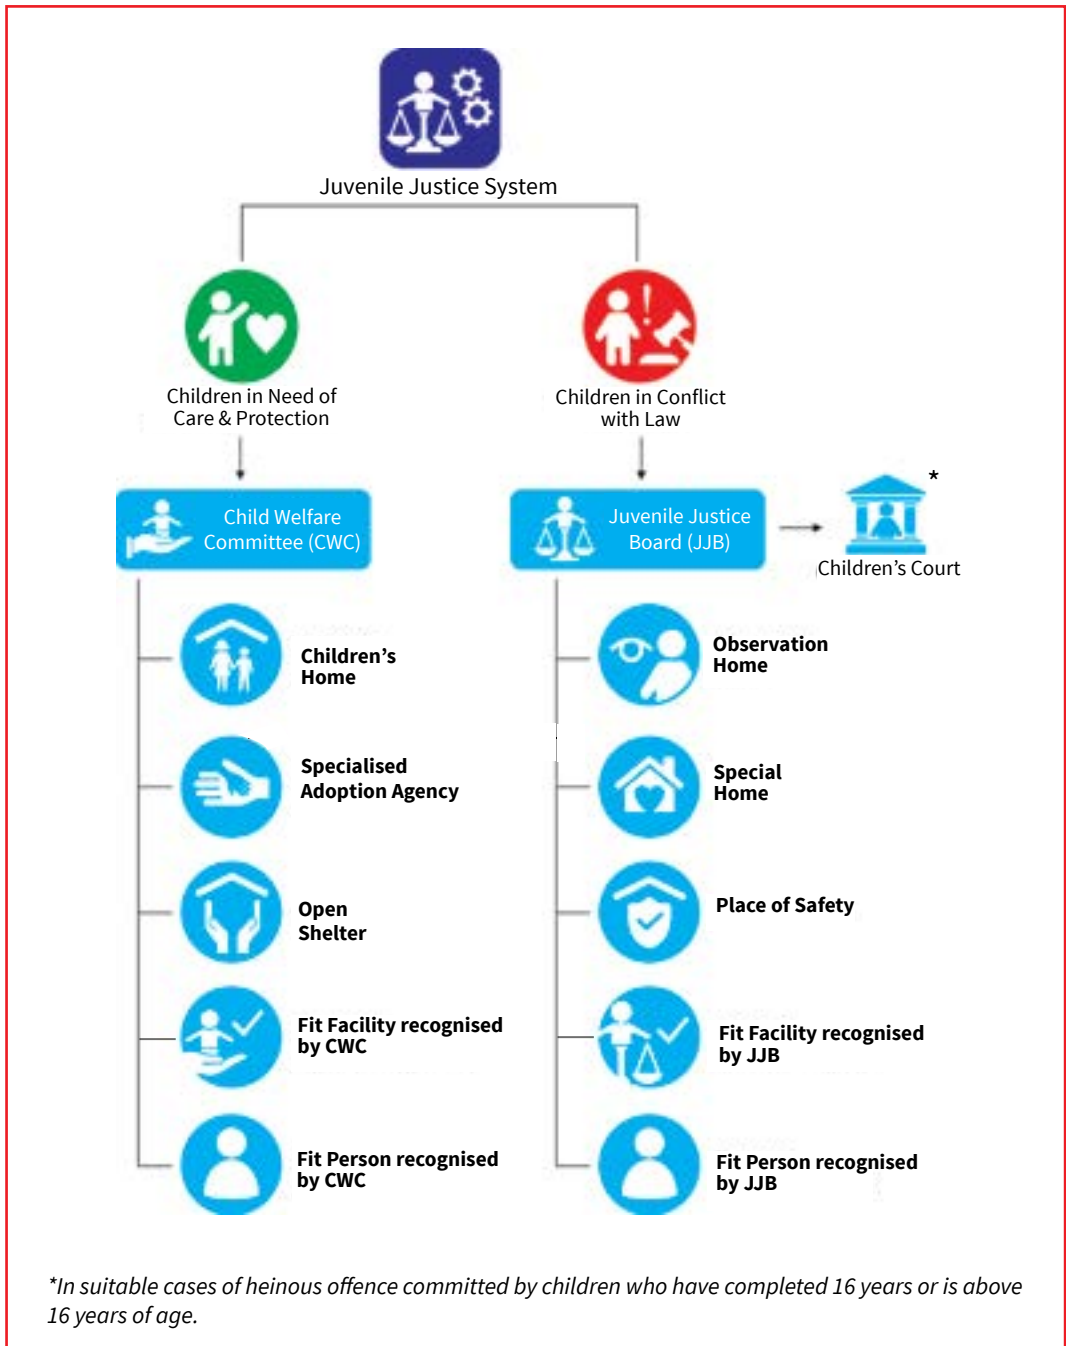 Juvenile Justice System
Children in Need of
Care & Protection
Children in Conflict
with Law
Child Welfare
Committee (CWC)
Juvenile Justice
Board (JJB)
*
Children’s Court
Children’s
Home
Specialised
Adoption Agency
Open
Shelter
Fit Facility recognised
by CWC
Fit Person recognised
by CWC
Observation
Home
Special
Home
Place of Safety
Fit Facility recognised
by JJB
Fit Person recognised
by JJB
*In suitable cases of heinous offence committed by children who have completed 16 years or is above
16 years of age.